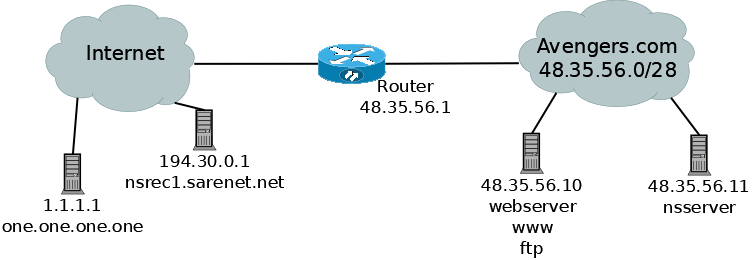 Internet
Avengers.com
48.35.56.0/28
Router
48.35.56.1
194.30.0.1
nsrec1.sarenet.net
1.1.1.1
one.one.one.one
48.35.56.10
webserver
www
ftp
48.35.56.11
nsserver